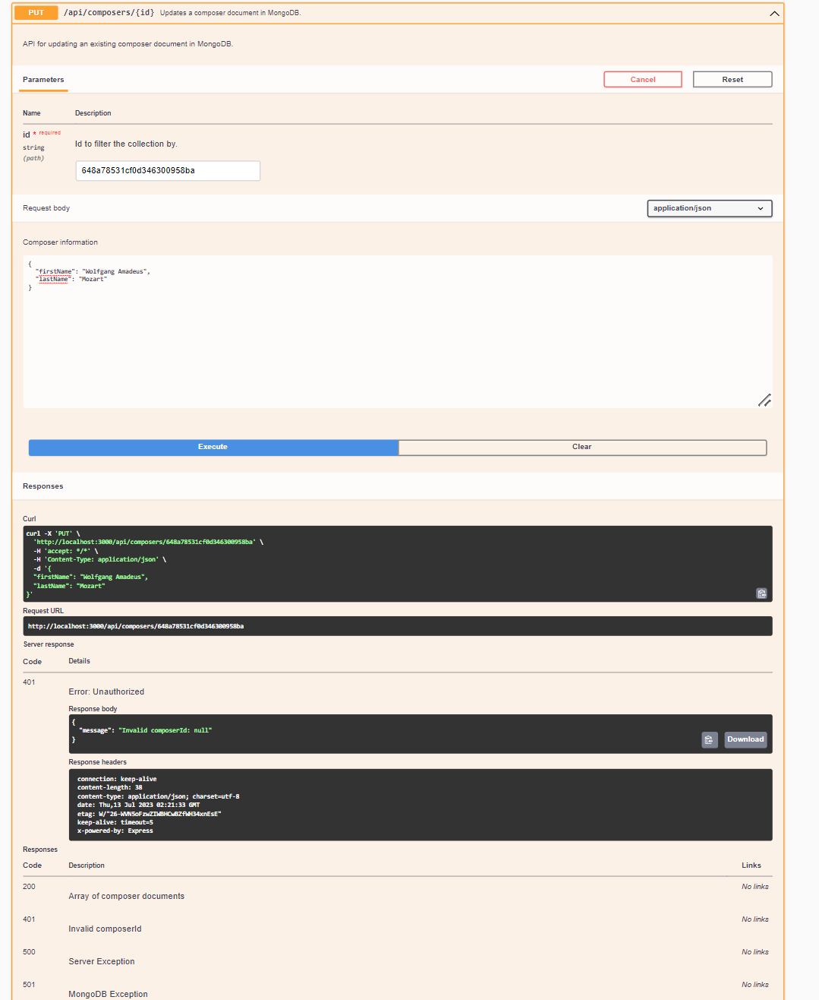 PUT /api/composers/{id} Updates a composer document in MongoDB.
API for updating an existing composer document in MongoDB.
Parameters Cancel Reset
Name Description
id * required
string
(path)
Id to filter the collection by.
648a78531cf0d346300958ba
Request body application/json
Composer information
{
"firstName": "Wolfgang Amadeus",
"lastName": "Mozart"
}
Execute Clear
Responses
Curl
curl -X 'PUT' \
'http://localhost:3000/api/composers/648a78531cf0d346300958ba' \
-H 'accept: */*' \
-H 'Content-Type: application/json' \
-d '{
"firstName": "Wolfgang Amadeus",
"lastName": "Mozart"
}'
Request URL
http://localhost:3000/api/composers/648a78531cf0d346300958ba
Server response
Code Details
401
Error: Unauthorized
Response body
{
"message": "Invalid composerId: null"
}
Download
Response headers
connection: keep-alive
content-length: 38
content-type: application/json; charset=utf-8
date: Thu,13 Jul 2023 02:21:33 GMT
etag: W/"26-WVN5oFzwZIWBHCwBZfWH34xnEsE"
keep-alive: timeout=5
x-powered-by: Express
Responses
Code Description Links
200 No links
Array of composer documents
401 No links
Invalid composerId
500 No links
Server Exception
501 No links
MongoDB Exception